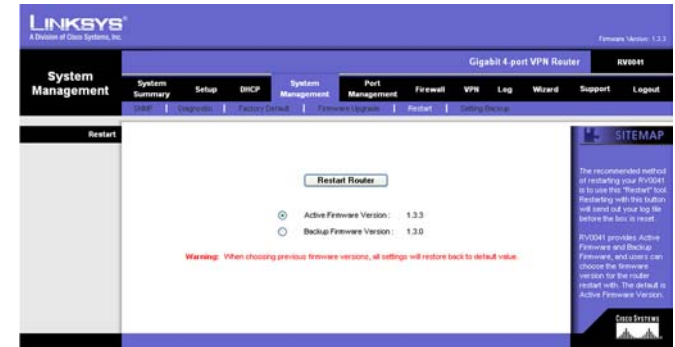 LINKSYS®
A Division of Cisco Systems, Inc.
Firmware Version: 1.3.3
Gigabit 4-port VPN Router
RV0041
System Management
System Summary
Setup
DHCP
System Management
Port Management
Firewall
VPN
Log
Wizard
Support
Logout
Diagnostic | Factory Default | Firmware Upgrade | Restart | Setting Backup
Restart
SITEMAP
Restart Router
Active Firmware Version : 1.3.3
Backup Firmware Version : 1.3.0
Warning: When choosing previous firmware versions, all settings will restore back to default value.
The recommended method
of restarting your RV0041
is to use this "Restart" tool.
Restarting with this button
will send out your log file
before the box is reset.
RV0041 provides Active
Firmware and Backup
Firmware, and users can
choose the firmware
version for the router
restart with. The default is
Active Firmware Version.
CISCO SYSTEMS